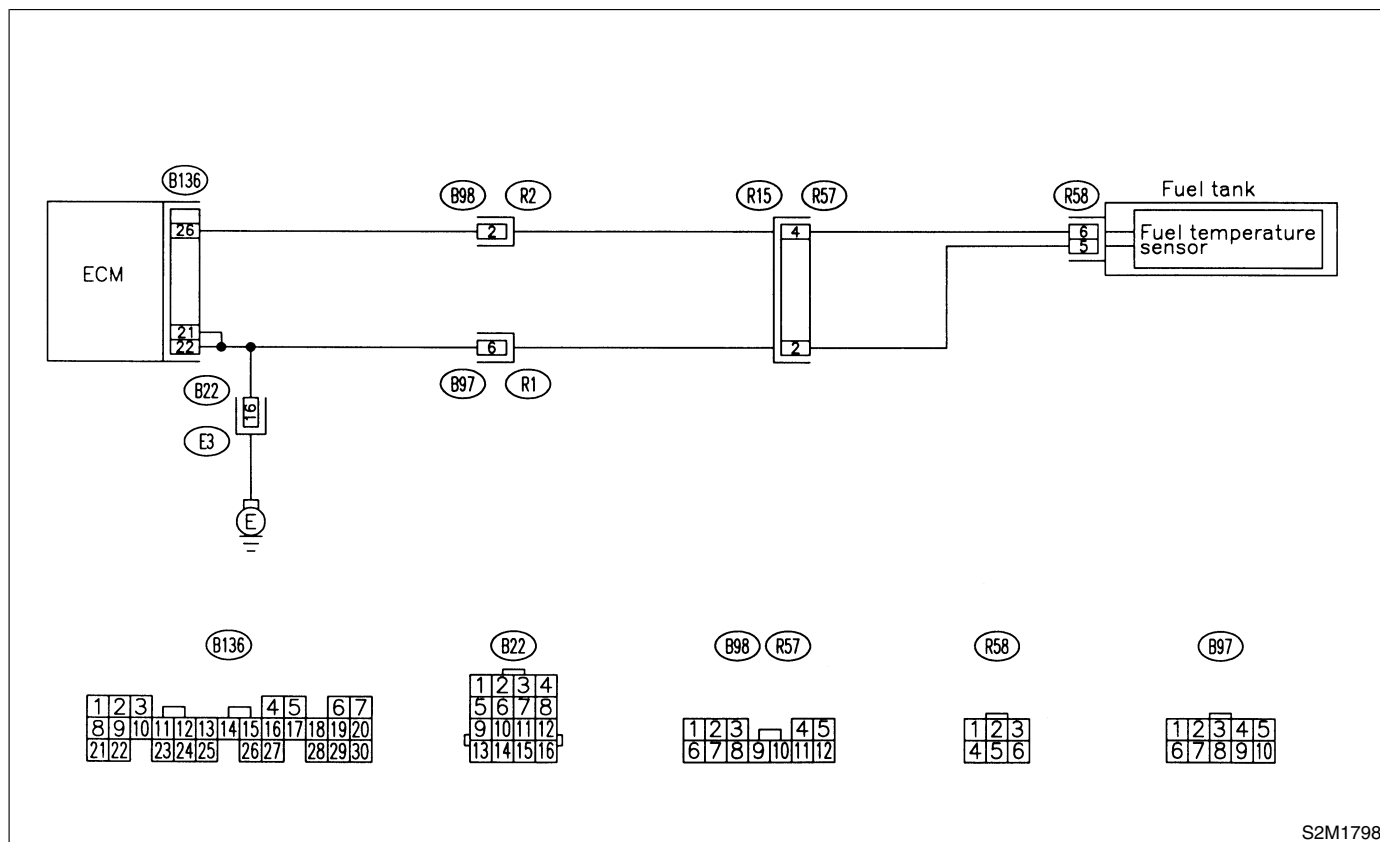 B136
B98 R2
R15 R57
R58
Fuel tank
26
2
4
6
Fuel temperature
5
sensor
ECM
21
22
6
2
B22
B97 R1
16
E3
E
B136
B22
B98 R57
R58
B97
1 2 3 4 5 6 7
8 9 10 11 12 13 14 15 16 17 18 19 20
21 22 23 24 25 26 27 28 29 30
1 2 3 4
5 6 7 8
9 10 11 12
13 14 15 16
1 2 3 4 5
6 7 8 9 10 11 12
1 2 3
4 5 6
1 2 3 4 5
6 7 8 9 10
S2M1798